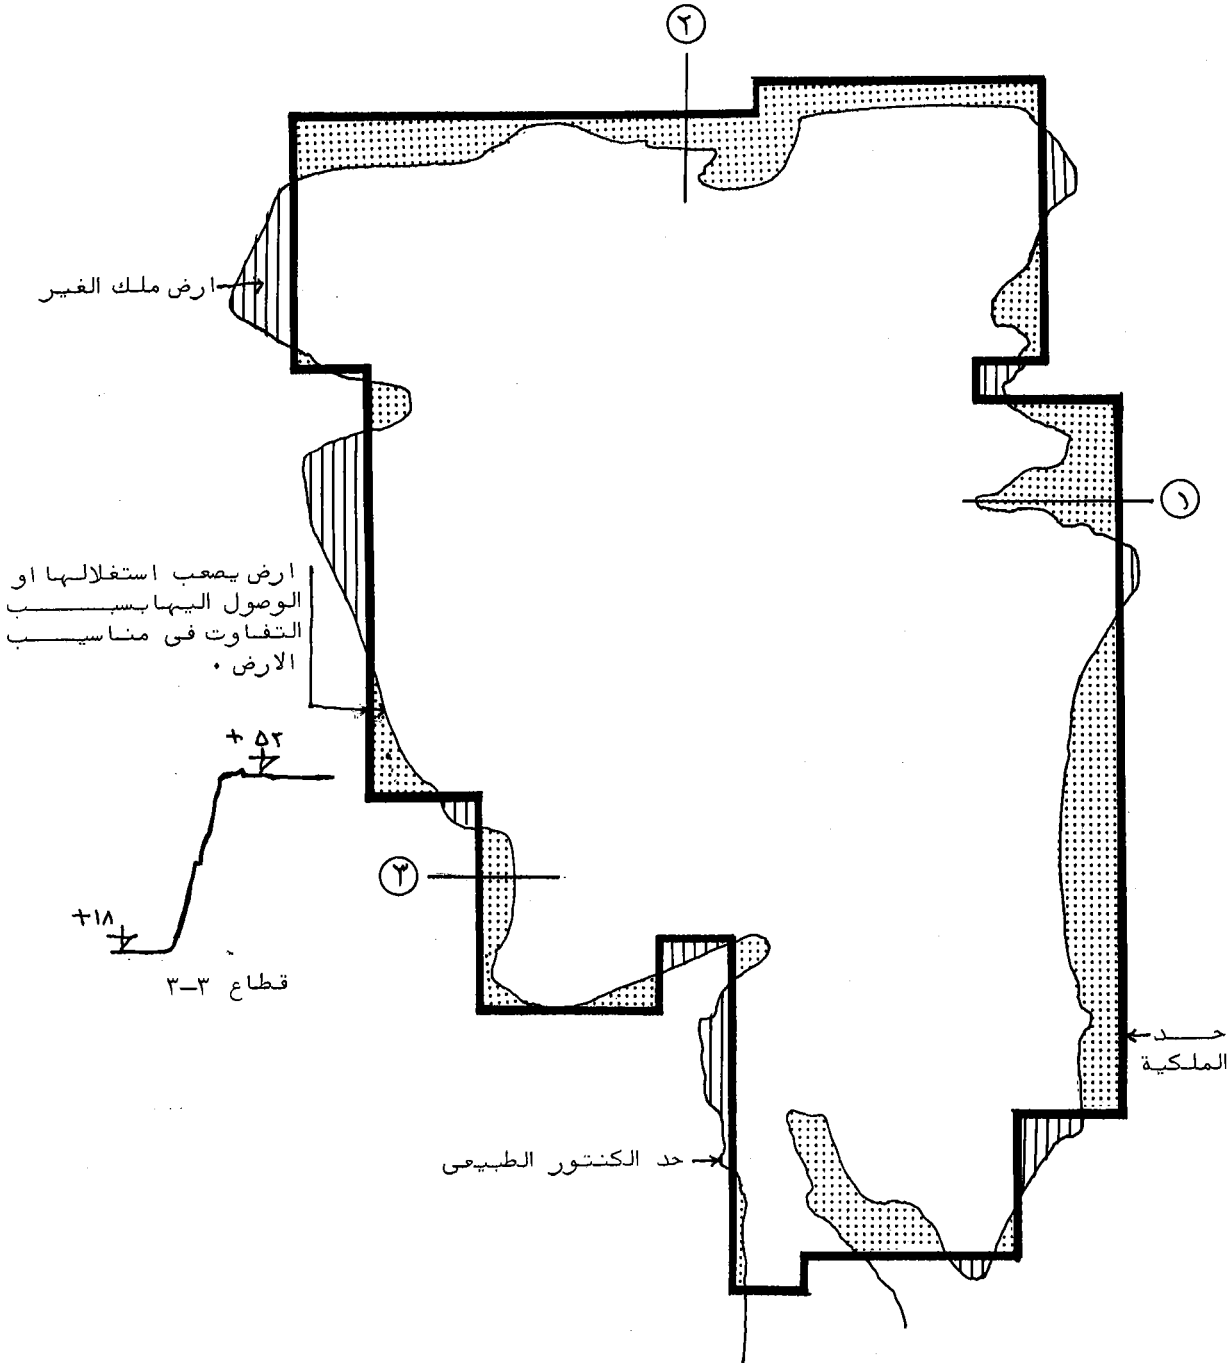 ٢
ارض ملك الغير
١
ارض يصعب استغلالها او
الوصول اليها بسبب
التفاوت فى مناسيب
الارض .
+ ٥٢
٣
+١٨
قطاع ٣-٣
حد
الملكية
حد الكنتور الطبيعى